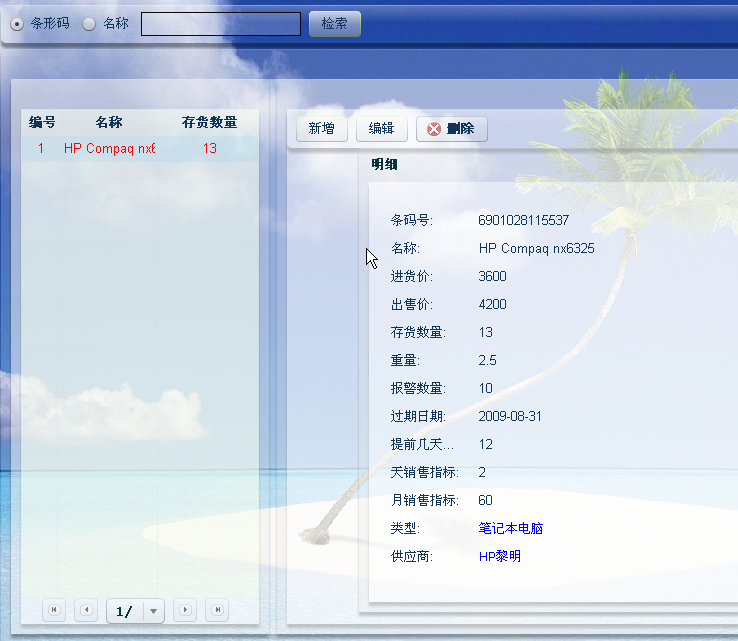 条形码 名称 检索
编号 名称 存货数量
1 HP Compaq nx6 13
新增 编辑 删除
明细
条码号: 6901028115537
名称: HP Compaq nx6325
进货价: 3600
出售价: 4200
存货数量: 13
重量: 2.5
报警数量: 10
过期日期: 2009-08-31
提前几天... 12
天销售指标: 2
月销售指标: 60
类型: 笔记本电脑
供应商: HP黎明
1/